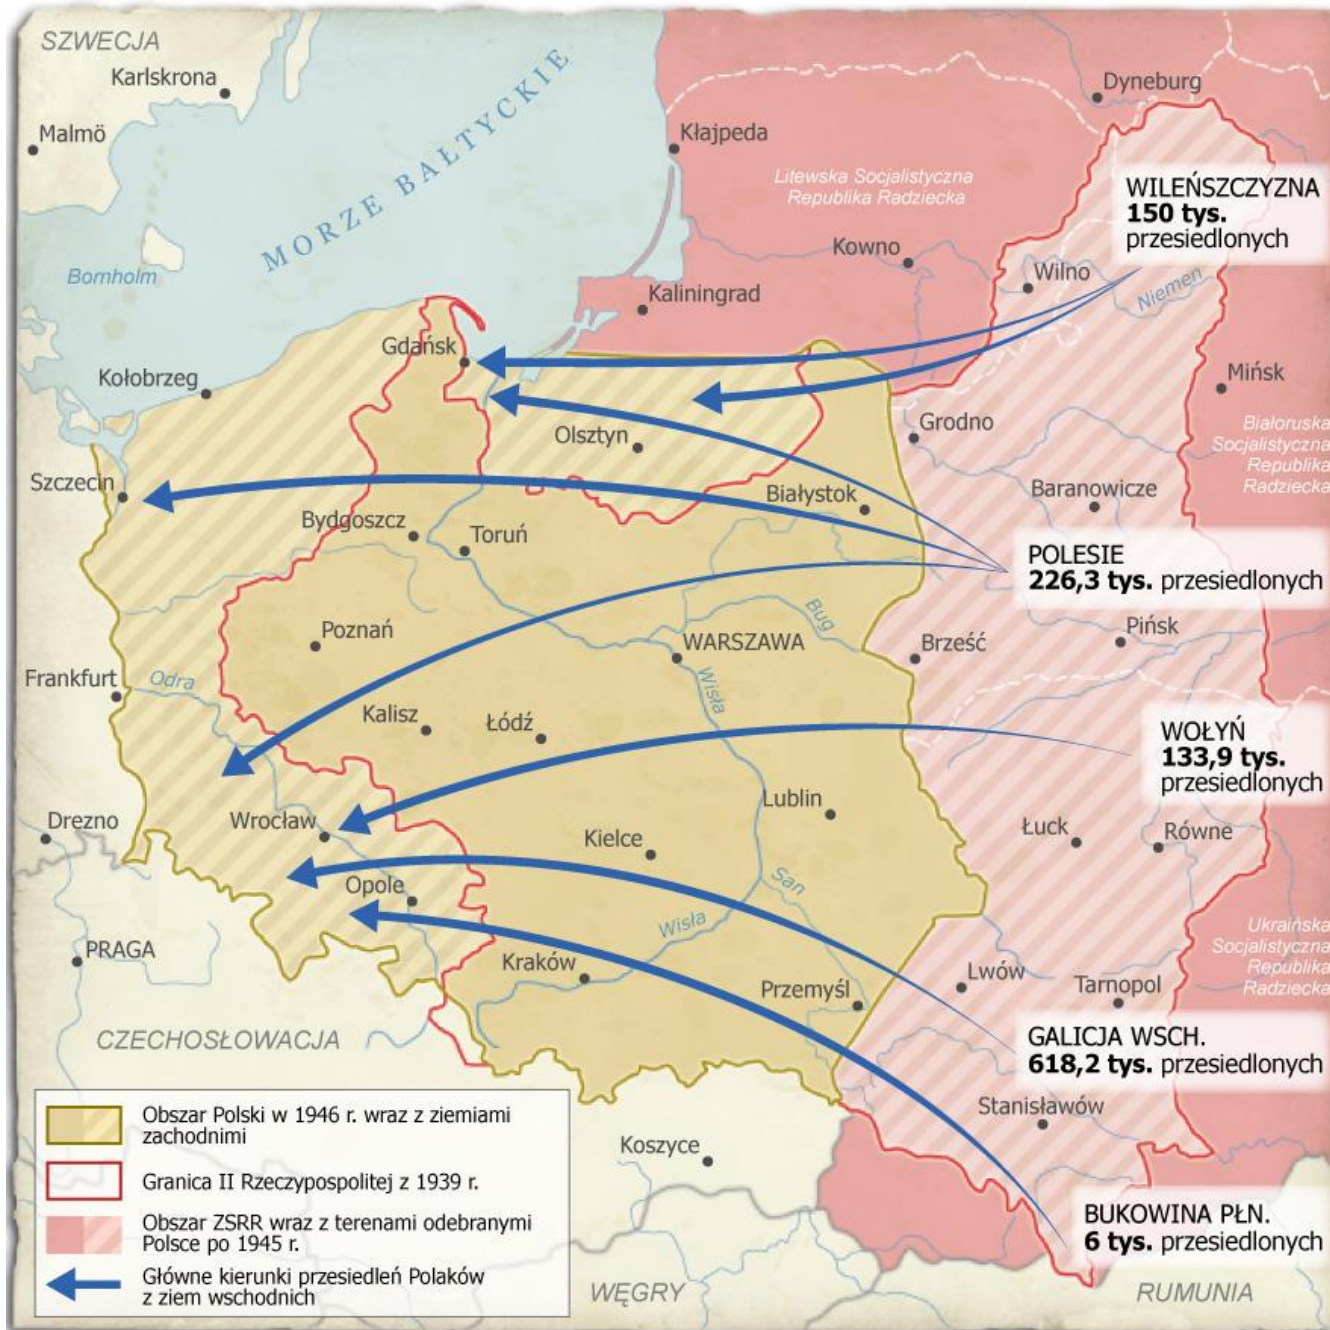 SZWECJA
Karlskrona
Malmö
MORZE BAŁTYCKIE
Bornholm
Dyneburg
Kłajpeda
Litewska Socjalistyczna
Republika Radziecka
WILEŃSZCZYZNA
150 tys.
przesiedlonych
Kowno
Wilno
Niemen
Kaliningrad
Gdańsk
Kołobrzeg
Mińsk
Grodno
Białoruska
Socjalistyczna
Republika
Radziecka
Olsztyn
Szczecin
Białystok
Baranowicze
Bydgoszcz
Toruń
POLESIE
226,3 tys. przesiedlonych
Bug
Poznań
WARSZAWA
Pińsk
Brześć
Frankfurt
Odra
Wisła
Kalisz
Łódź
WOŁYŃ
133,9 tys.
przesiedlonych
Lublin
Drezno
Wrocław
Kielce
Łuck
Równe
Opole
San
Wisła
Ukraińska
Socjalistyczna
Republika
Radziecka
PRAGA
Kraków
Przemyśl
Lwów
Tarnopol
CZECHOSŁOWACJA
GALICJA WSCH.
618,2 tys. przesiedlonych
Stanisławów
Koszyce
BUKOWINA PŁN.
6 tys. przesiedlonych
WĘGRY
RUMUNIA
Obszar Polski w 1946 r. wraz z ziemiami
zachodnimi
Granica II Rzeczypospolitej z 1939 r.
Obszar ZSRR wraz z terenami odebranymi
Polsce po 1945 r.
Główne kierunki przesiedleń Polaków
z ziem wschodnich